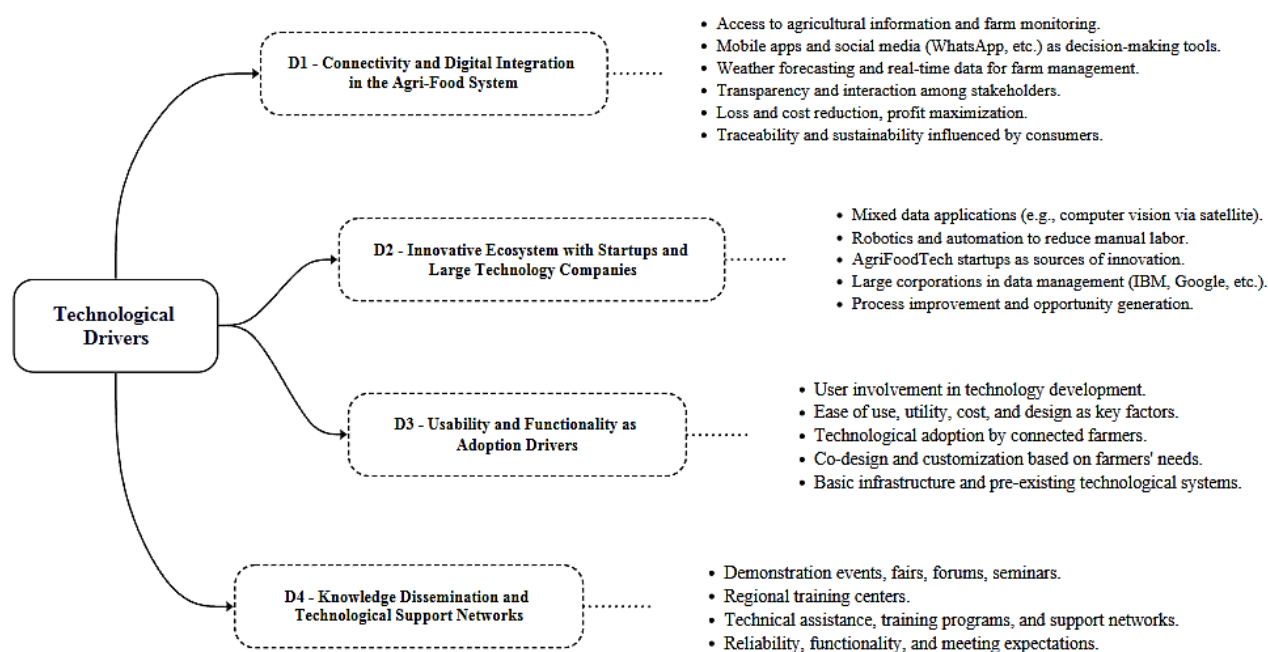 Technological
Drivers
D1 - Connectivity and Digital Integration
in the Agri-Food System
• Access to agricultural information and farm monitoring.
• Mobile apps and social media (WhatsApp, etc.) as decision-making tools.
• Weather forecasting and real-time data for farm management.
• Transparency and interaction among stakeholders.
• Loss and cost reduction, profit maximization.
• Traceability and sustainability influenced by consumers.
D2 - Innovative Ecosystem with Startups and
Large Technology Companies
• Mixed data applications (e.g., computer vision via satellite).
• Robotics and automation to reduce manual labor.
• AgriFoodTech startups as sources of innovation.
• Large corporations in data management (IBM, Google, etc.).
• Process improvement and opportunity generation.
D3 - Usability and Functionality as
Adoption Drivers
• User involvement in technology development.
• Ease of use, utility, cost, and design as key factors.
• Technological adoption by connected farmers.
• Co-design and customization based on farmers' needs.
• Basic infrastructure and pre-existing technological systems.
D4 - Knowledge Dissemination and
Technological Support Networks
• Demonstration events, fairs, forums, seminars.
• Regional training centers.
• Technical assistance, training programs, and support networks.
• Reliability, functionality, and meeting expectations.